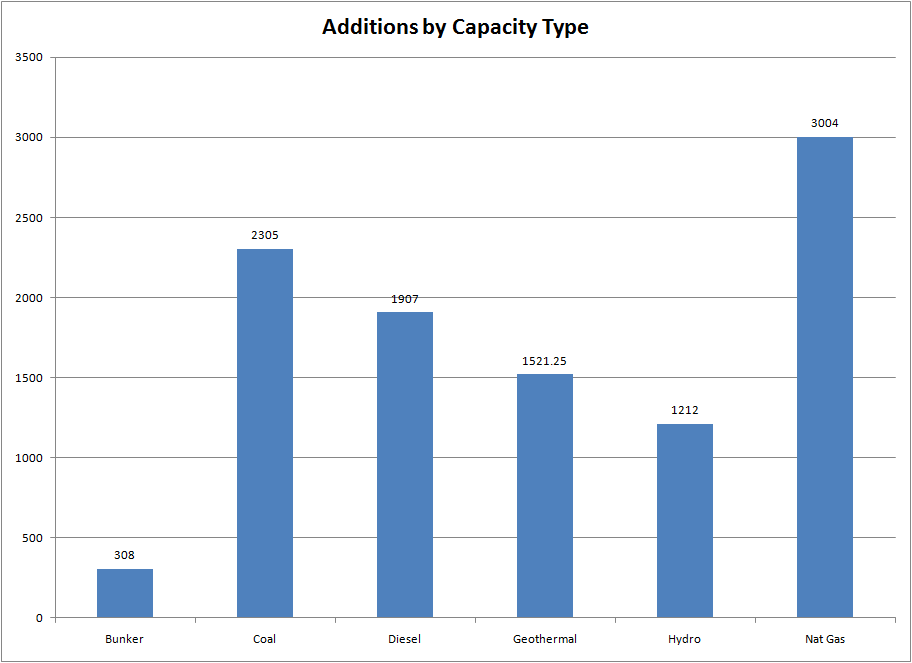 Additions by Capacity Type
3500
3000
2500
2000
1500
1000
500
0
308
2305
1907
1521.25
1212
3004
Bunker
Coal
Diesel
Geothermal
Hydro
Nat Gas